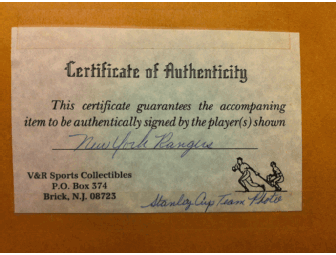 Certificate of Authenticity
This certificate guarantees the accompaning
item to be authentically signed by the player(s) shown
New York Rangers
V&R Sports Collectibles
P.O. Box 374
Brick, N.J. 08723
Stanley Cup Team Photo